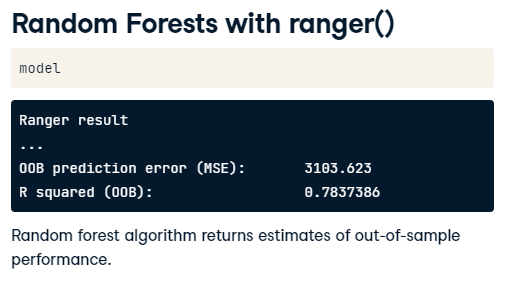 Random Forests with ranger()
model
Ranger result
...
OOB prediction error (MSE): 3103.623
R squared (OOB): 0.7837386
Random forest algorithm returns estimates of out-of-sample
performance.